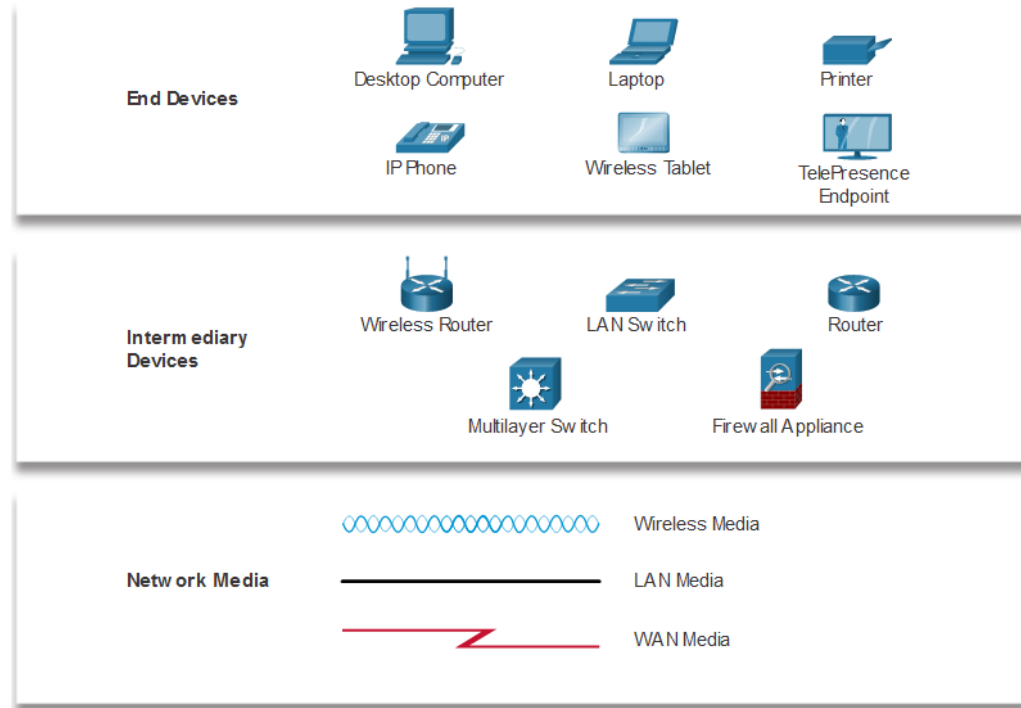 Desktop Computer
Laptop
Printer
End Devices
IP
IP Phone
Wireless Tablet
TelePresence
Endpoint
Wireless Router
LAN Switch
Router
Intermediary
Devices
Multilayer Switch
Firewall Appliance
Wireless Media
Network Media
LAN Media
WAN Media